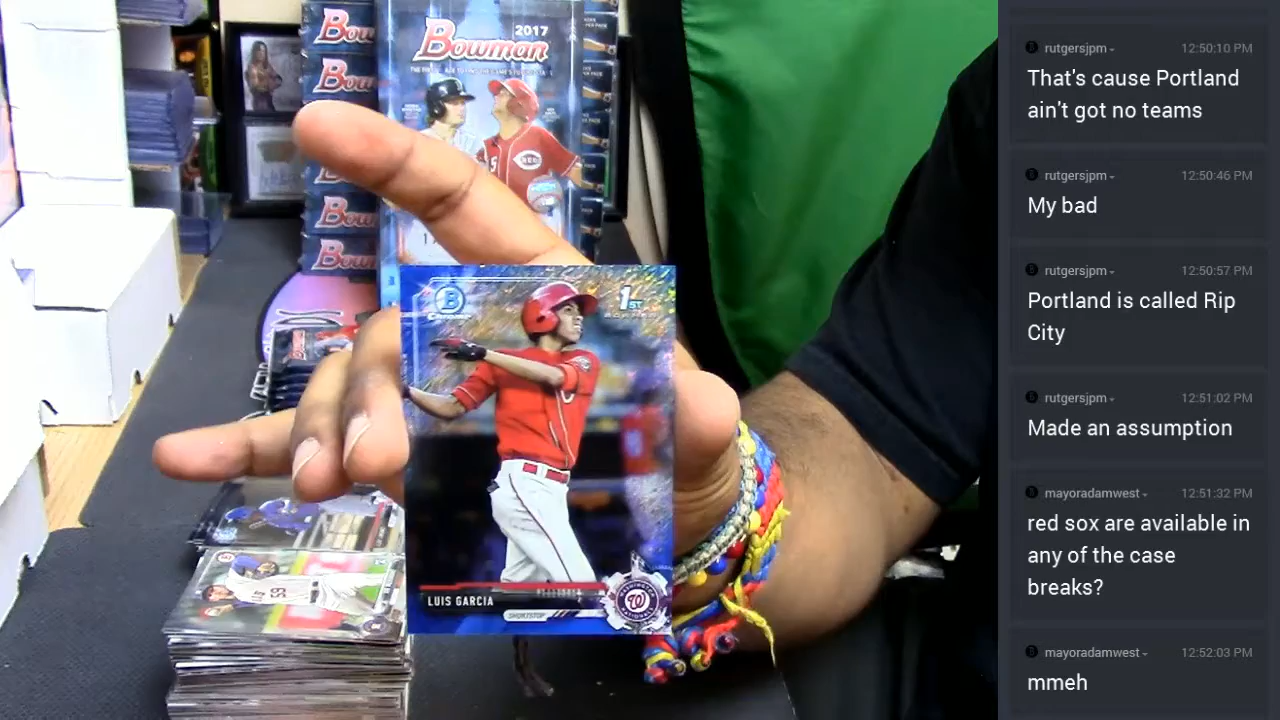 Bow
Bow
Bow
Bow
2017
Bowman
B
CHROME
1ST
BOWMAN
LUIS GARCIA
SHORTSTOP
W
rutgersjpm
12:50:10 PM
That's cause Portland
ain't got no teams
rutgersjpm
12:50:46 PM
My bad
rutgersjpm
12:50:57 PM
Portland is called Rip
City
rutgersjpm
12:51:02 PM
Made an assumption
mayoradamwest
12:51:32 PM
red sox are available in
any of the case
breaks?
mayoradamwest
12:52:03 PM
mmeh